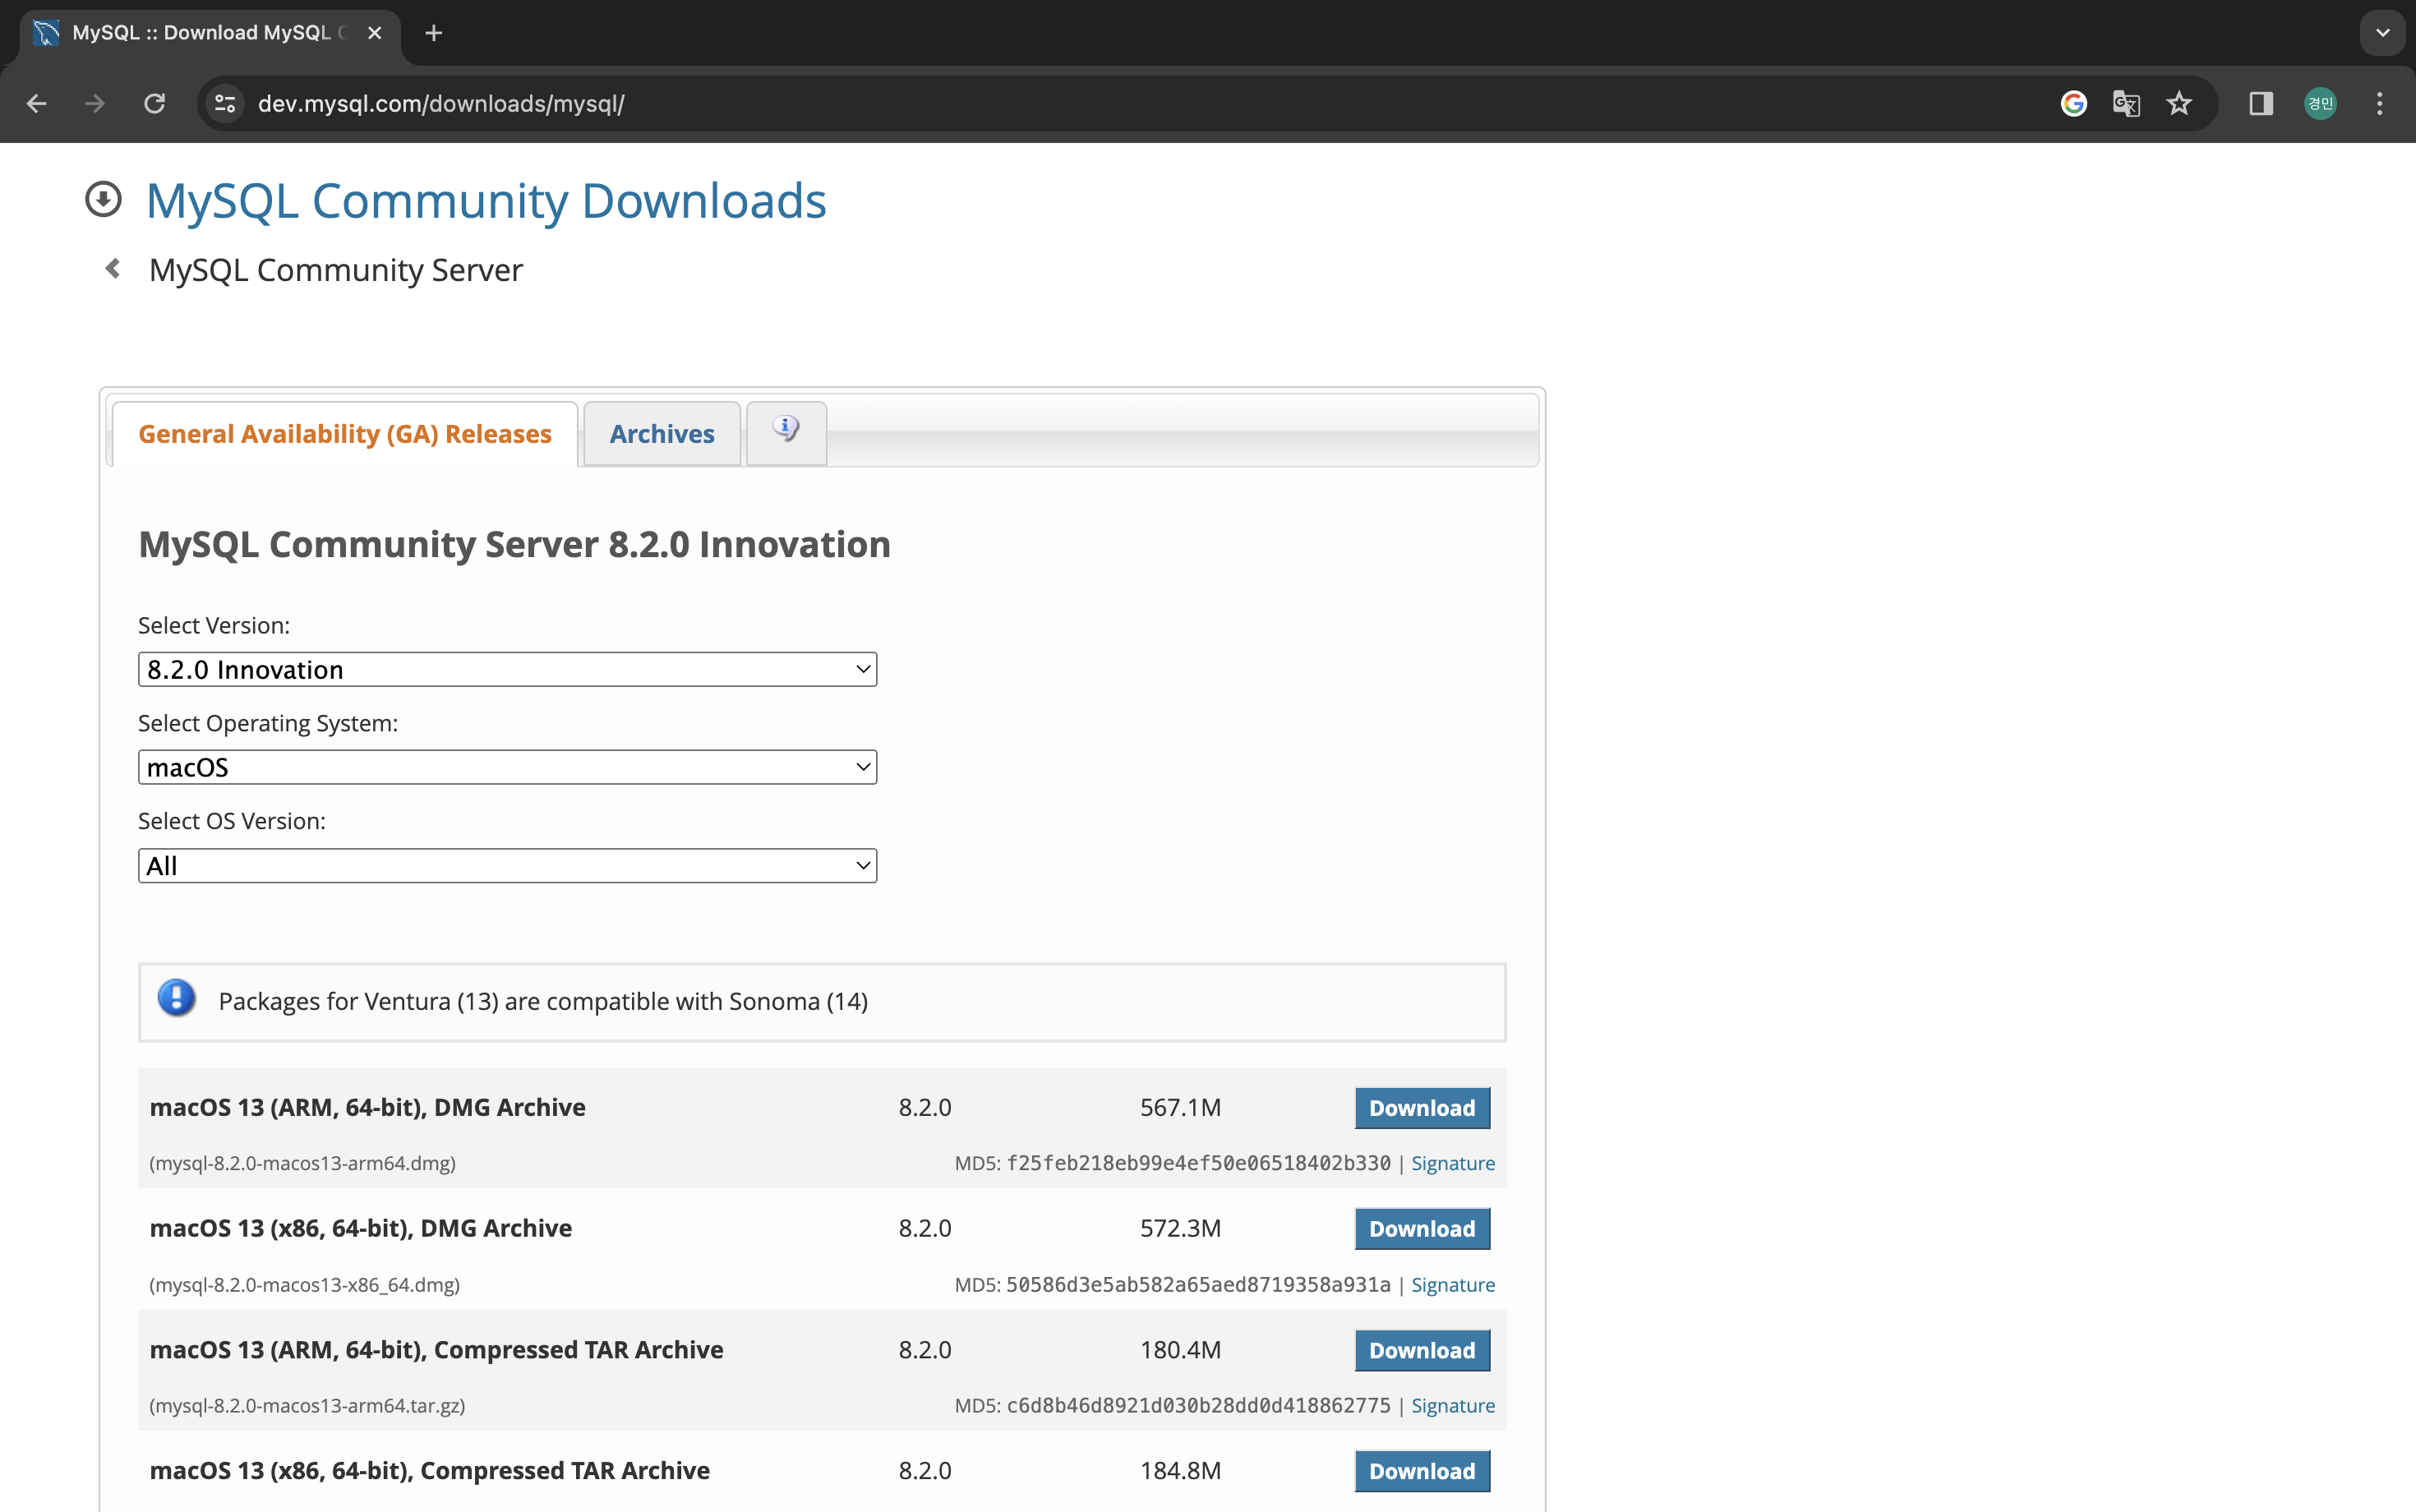 MySQL :: Download MySQL C
dev.mysql.com/downloads/mysql/
경민
MySQL Community Downloads
MySQL Community Server
General Availability (GA) Releases
Archives
MySQL Community Server 8.2.0 Innovation
Select Version:
8.2.0 Innovation
Select Operating System:
macOS
Select OS Version:
All
Packages for Ventura (13) are compatible with Sonoma (14)
macOS 13 (ARM, 64-bit), DMG Archive 8.2.0 567.1M Download
(mysql-8.2.0-macos13-arm64.dmg) MD5: f25feb218eb99e4ef50e06518402b330 | Signature
macOS 13 (x86, 64-bit), DMG Archive 8.2.0 572.3M Download
(mysql-8.2.0-macos13-x86_64.dmg) MD5: 50586d3e5ab582a65aed8719358a931a | Signature
macOS 13 (ARM, 64-bit), Compressed TAR Archive 8.2.0 180.4M Download
(mysql-8.2.0-macos13-arm64.tar.gz) MD5: c6d8b46d8921d030b28dd0d418862775 | Signature
macOS 13 (x86, 64-bit), Compressed TAR Archive 8.2.0 184.8M Download